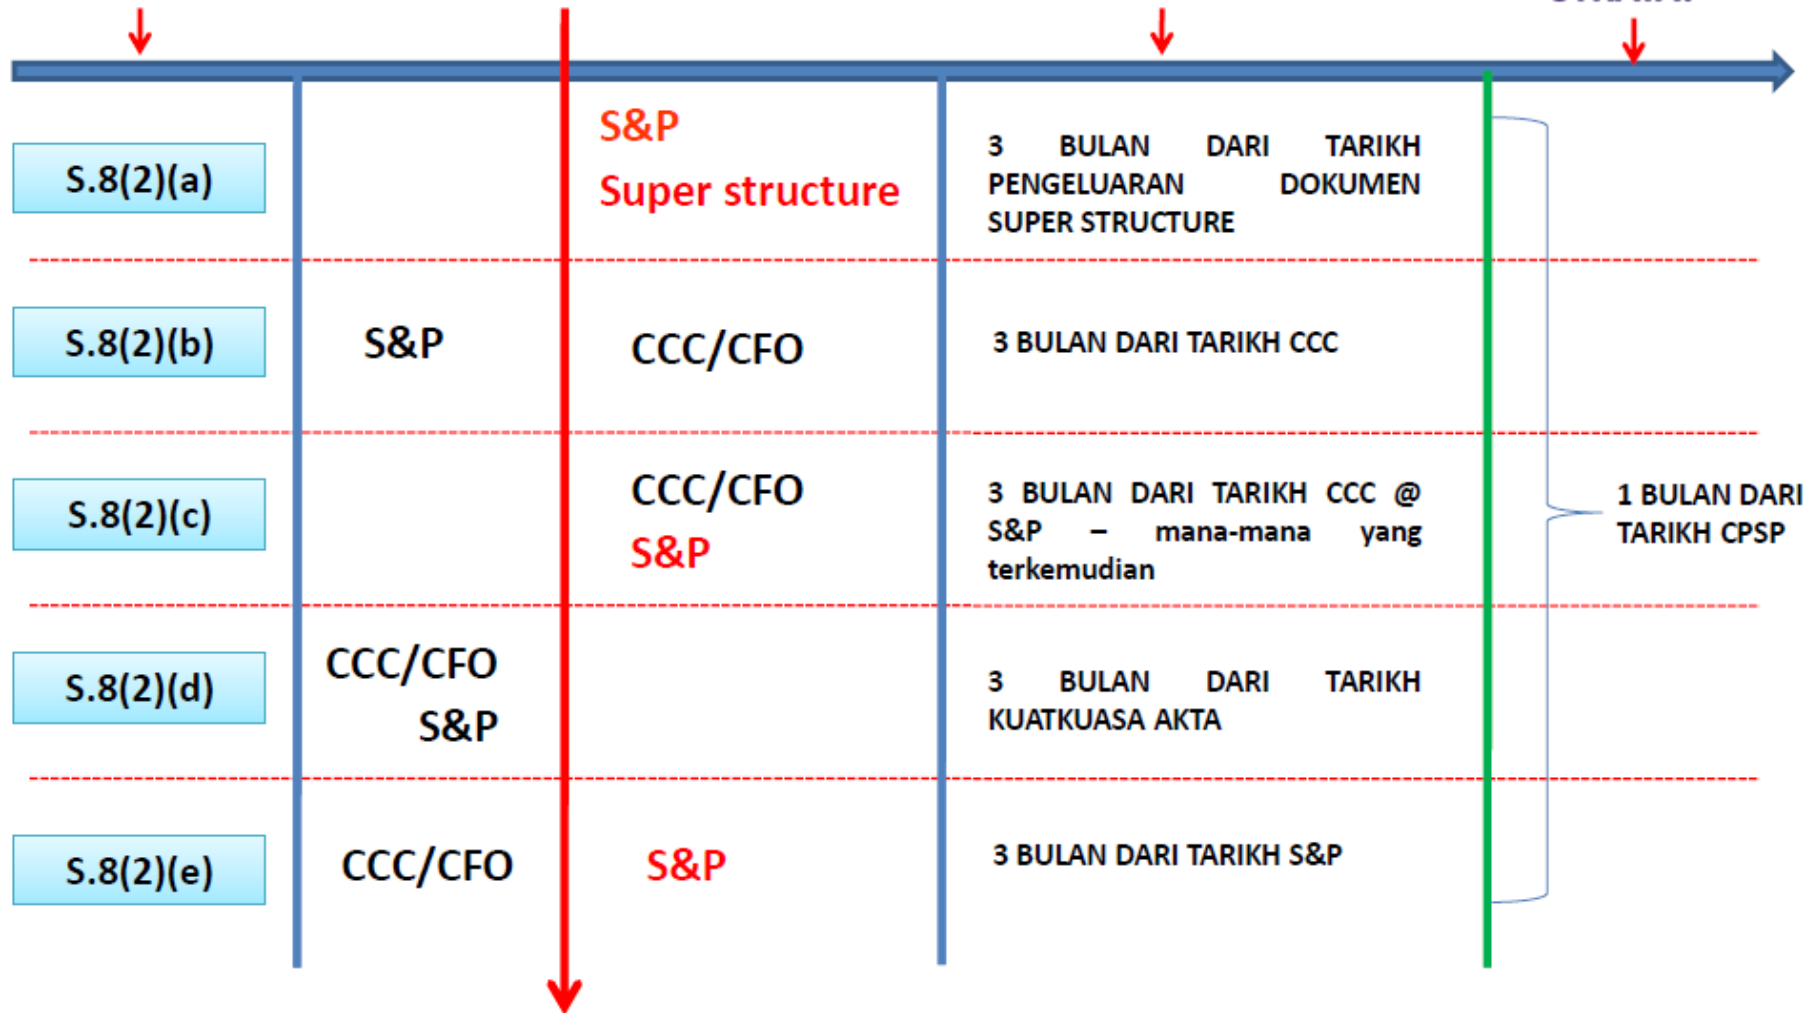 S.8(2)(a)
S&P
Super structure
3 BULAN DARI TARIKH
PENGELUARAN DOKUMEN
SUPER STRUCTURE
S.8(2)(b)
S&P
CCC/CFO
3 BULAN DARI TARIKH CCC
S.8(2)(c)
CCC/CFO
S&P
3 BULAN DARI TARIKH CCC @
S&P – mana-mana yang
terkemudian
1 BULAN DARI
TARIKH CPSP
S.8(2)(d)
CCC/CFO
S&P
3 BULAN DARI TARIKH
KUATKUASA AKTA
S.8(2)(e)
CCC/CFO
S&P
3 BULAN DARI TARIKH S&P